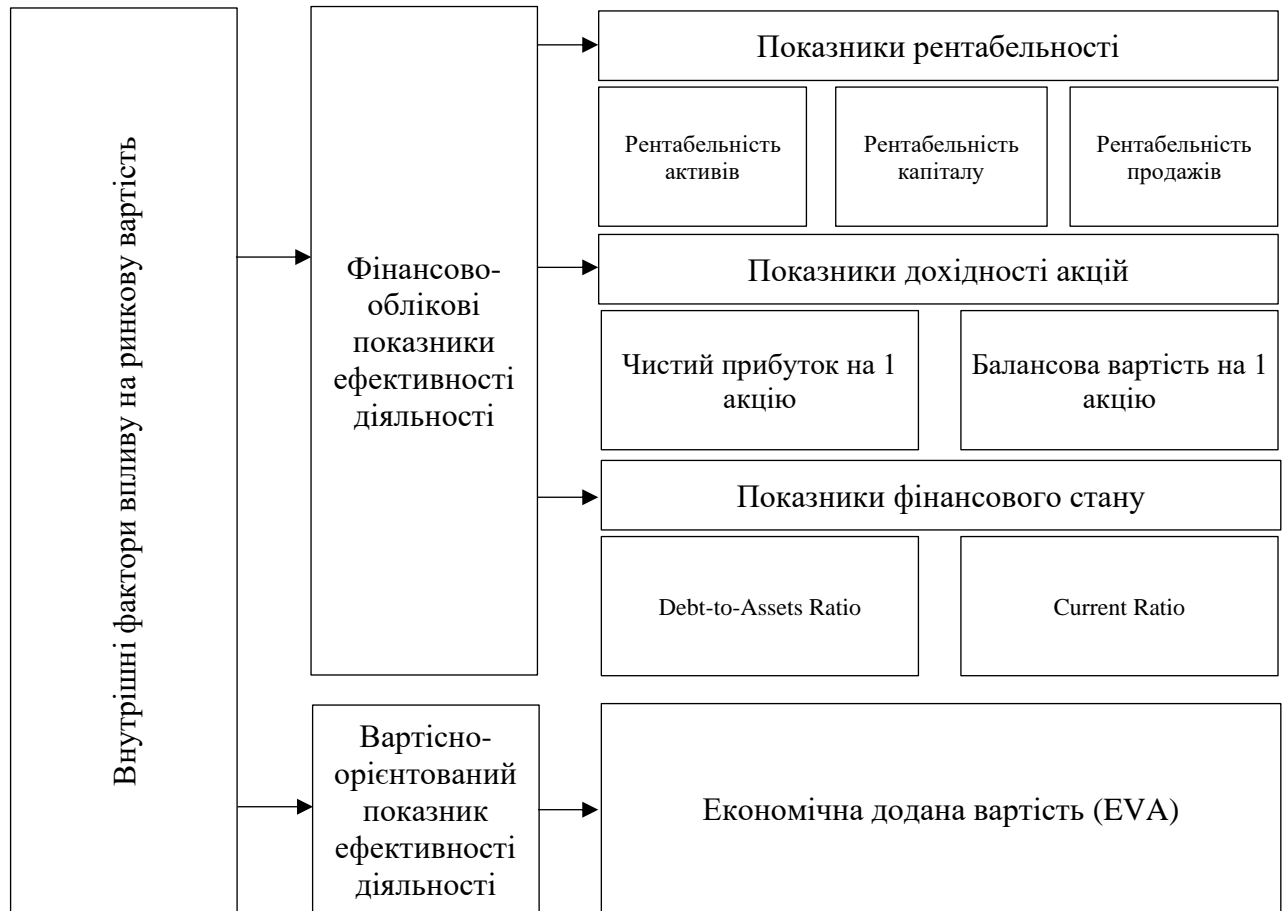 Внутрішні фактори впливу на ринкову вартість
Фінансово-
облікові
показники
ефективності
діяльності
Показники рентабельності
Рентабельність
активів
Рентабельність
капіталу
Рентабельність
продажів
Показники дохідності акцій
Чистий прибуток на 1
акцію
Балансова вартість на 1
акцію
Показники фінансового стану
Debt-to-Assets Ratio
Current Ratio
Вартісно-
орієнтований
показник
ефективності
діяльності
Економічна додана вартість (EVA)